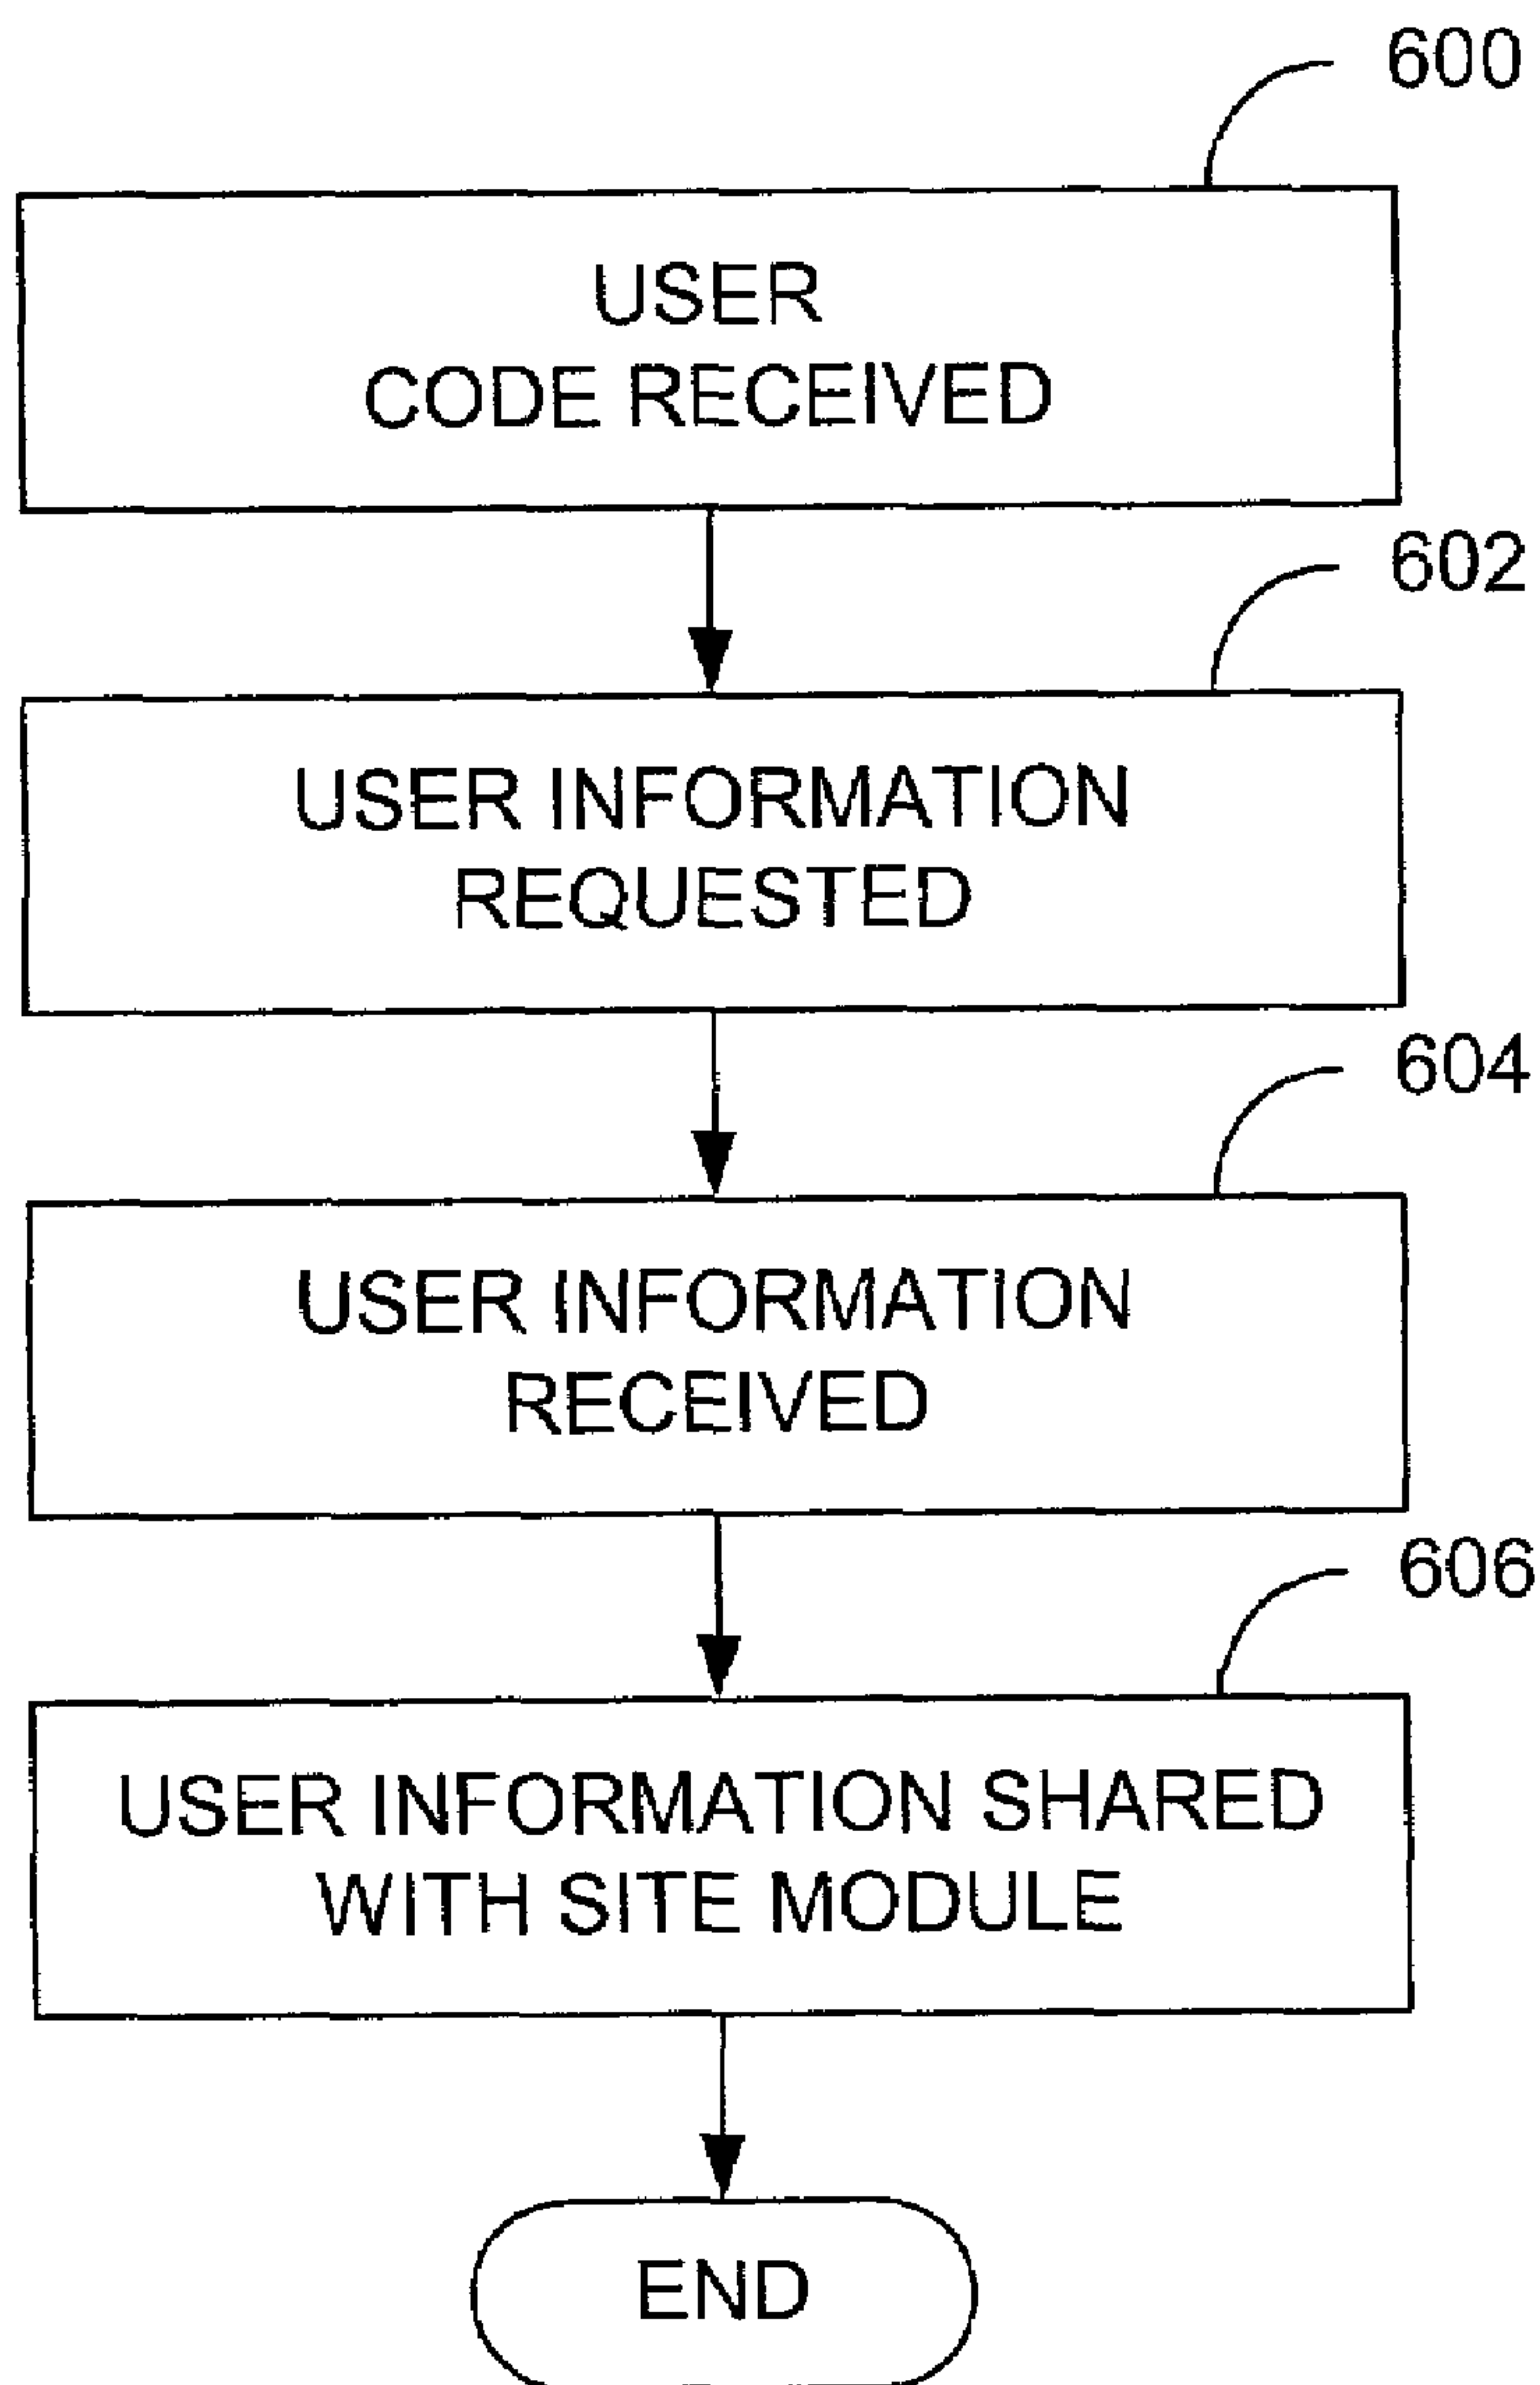 600
USER
CODE RECEIVED
602
USER INFORMATION
REQUESTED
604
USER INFORMATION
RECEIVED
606
USER INFORMATION SHARED
WITH SITE MODULE
END